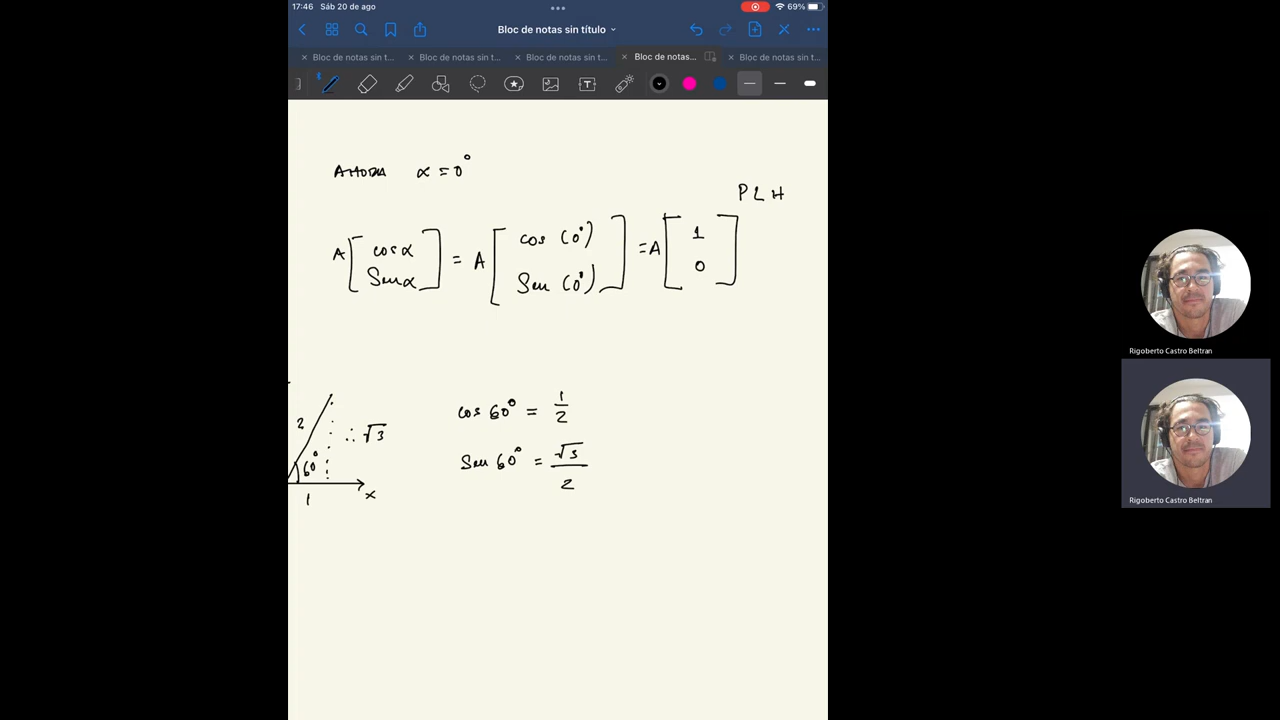 17:46 Sáb 20 de ago
69%
Bloc de notas sin título
Bloc de notas sin t...
Bloc de notas sin t...
Bloc de notas sin t...
Bloc de notas...
Bloc de notas sin t...
AHORA α = 0°
PLH
A [ cos α ] = A [ cos (0°) ] = A [ 1 ]
[ Sen α ] [ Sen (0°) ] [ 0 ]
2
∴ √3
60°
1
x
cos 60° = 1/2
Sen 60° = √3/2
Rigoberto Castro Beltran
Rigoberto Castro Beltran